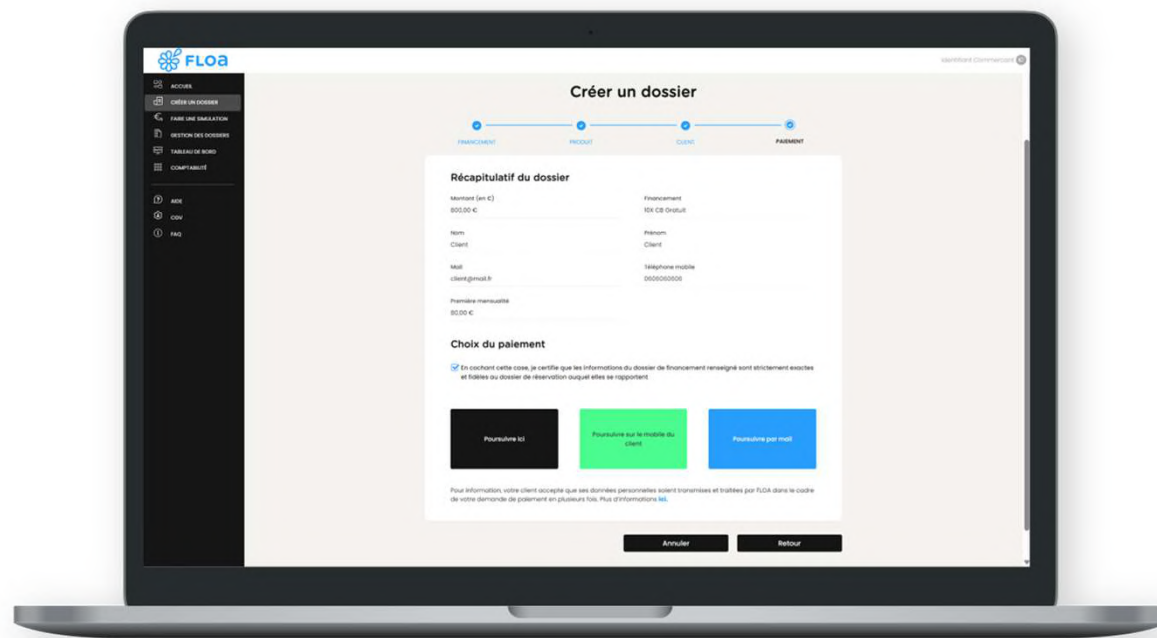 FLOa
Identifiant Commercant
ACCUEIL
CRÉER UN DOSSIER
FAIRE UNE SIMULATION
GESTION DES DOSSIERS
TABLEAU DE BORD
COMPTABILITÉ
AIDE
CGV
FAQ
Créer un dossier
FINANCEMENT
PRODUIT
CLIENT
PAIEMENT
Récapitulatif du dossier
Montant (en €)
Financement
800,00 €
10X CB Gratuit
Nom
Prénom
Client
Client
Mail
Téléphone mobile
client@mail.fr
0606060606
Première mensualité
80,00 €
Choix du paiement
En cochant cette case, je certifie que les informations du dossier de financement renseigné sont strictement exactes
et fidèles au dossier de réservation auquel elles se rapportent
Poursuivre ici
Poursuivre sur le mobile du
client
Poursuivre par mail
Pour information, votre client accepte que ses données personnelles soient transmises et traitées par FLOA dans le cadre
de votre demande de paiement en plusieurs fois. Plus d'informations ici.
Annuler
Retour